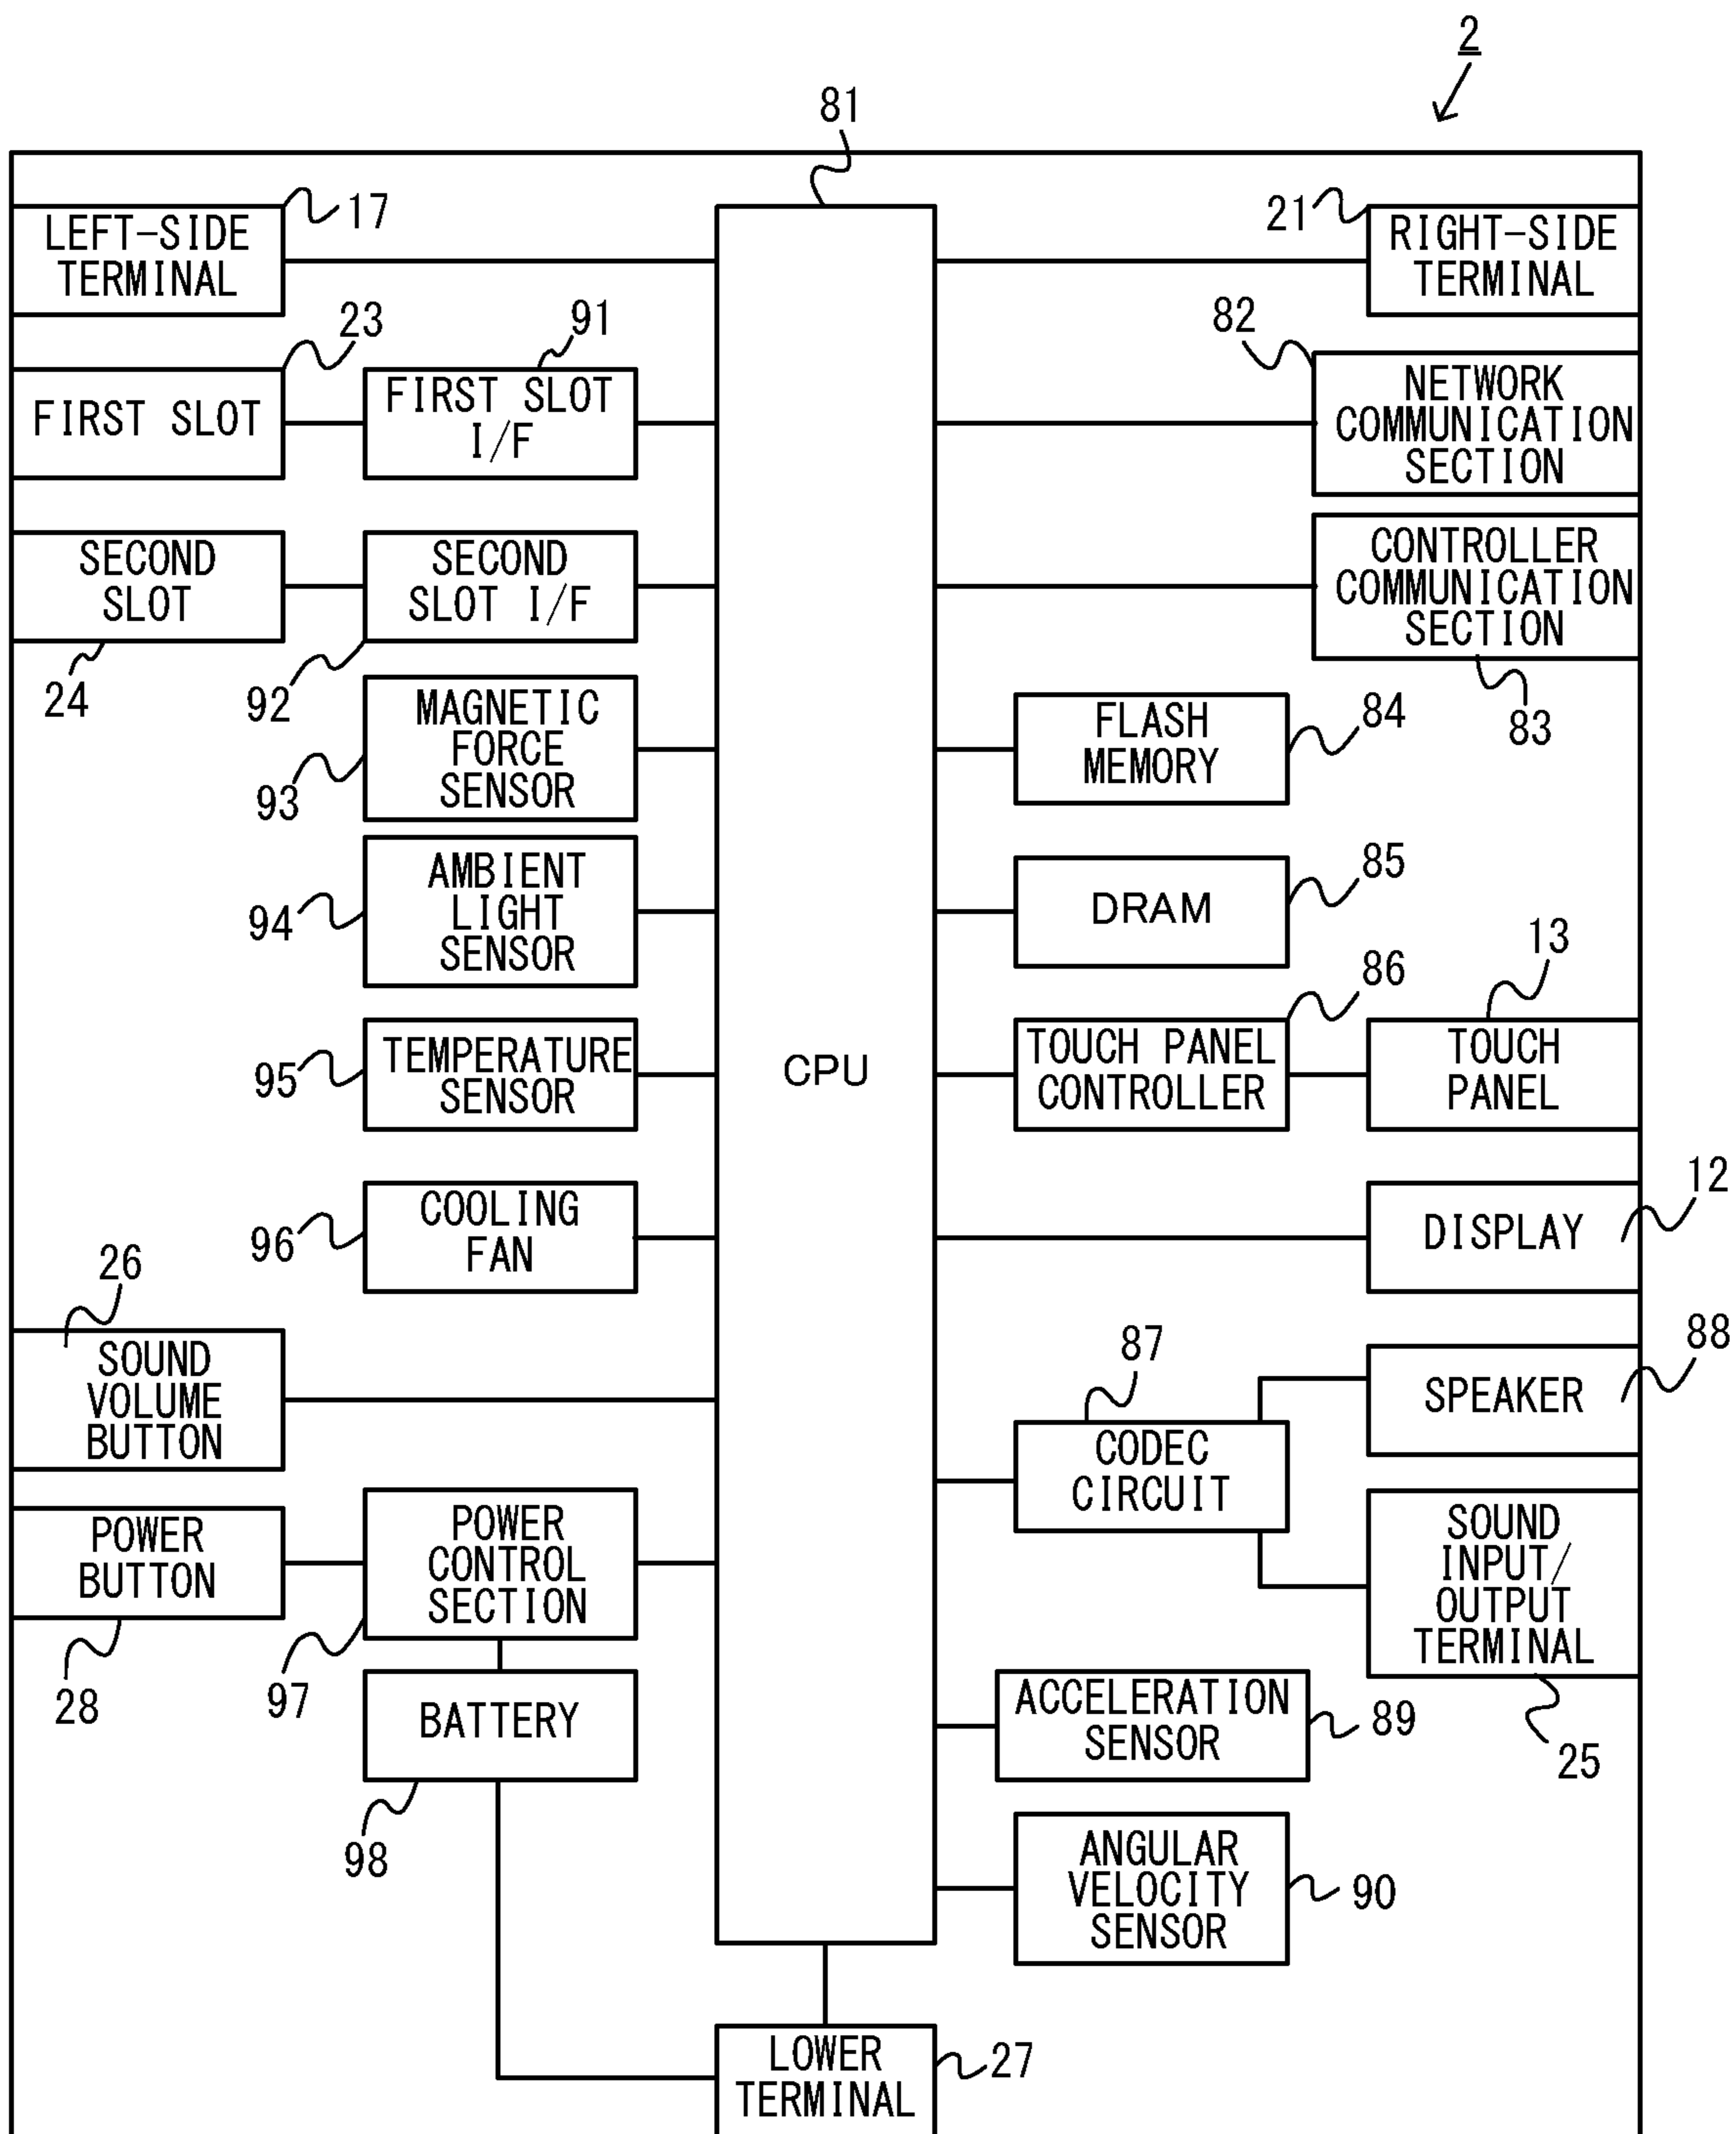 2
81
17
LEFT-SIDE
TERMINAL
21
RIGHT-SIDE
TERMINAL
23
FIRST SLOT
91
FIRST SLOT
I/F
82
NETWORK
COMMUNICATION
SECTION
SECOND
SLOT
24
SECOND
SLOT I/F
92
CONTROLLER
COMMUNICATION
SECTION
83
MAGNETIC
FORCE
SENSOR
93
FLASH
MEMORY
84
AMBIENT
LIGHT
SENSOR
94
DRAM
85
TEMPERATURE
SENSOR
95
CPU
TOUCH PANEL
CONTROLLER
86
13
TOUCH
PANEL
COOLING
FAN
96
DISPLAY
12
26
SOUND
VOLUME
BUTTON
87
CODEC
CIRCUIT
SPEAKER
88
POWER
BUTTON
28
POWER
CONTROL
SECTION
97
SOUND
INPUT/
OUTPUT
TERMINAL
25
BATTERY
98
ACCELERATION
SENSOR
89
ANGULAR
VELOCITY
SENSOR
90
LOWER
TERMINAL
27